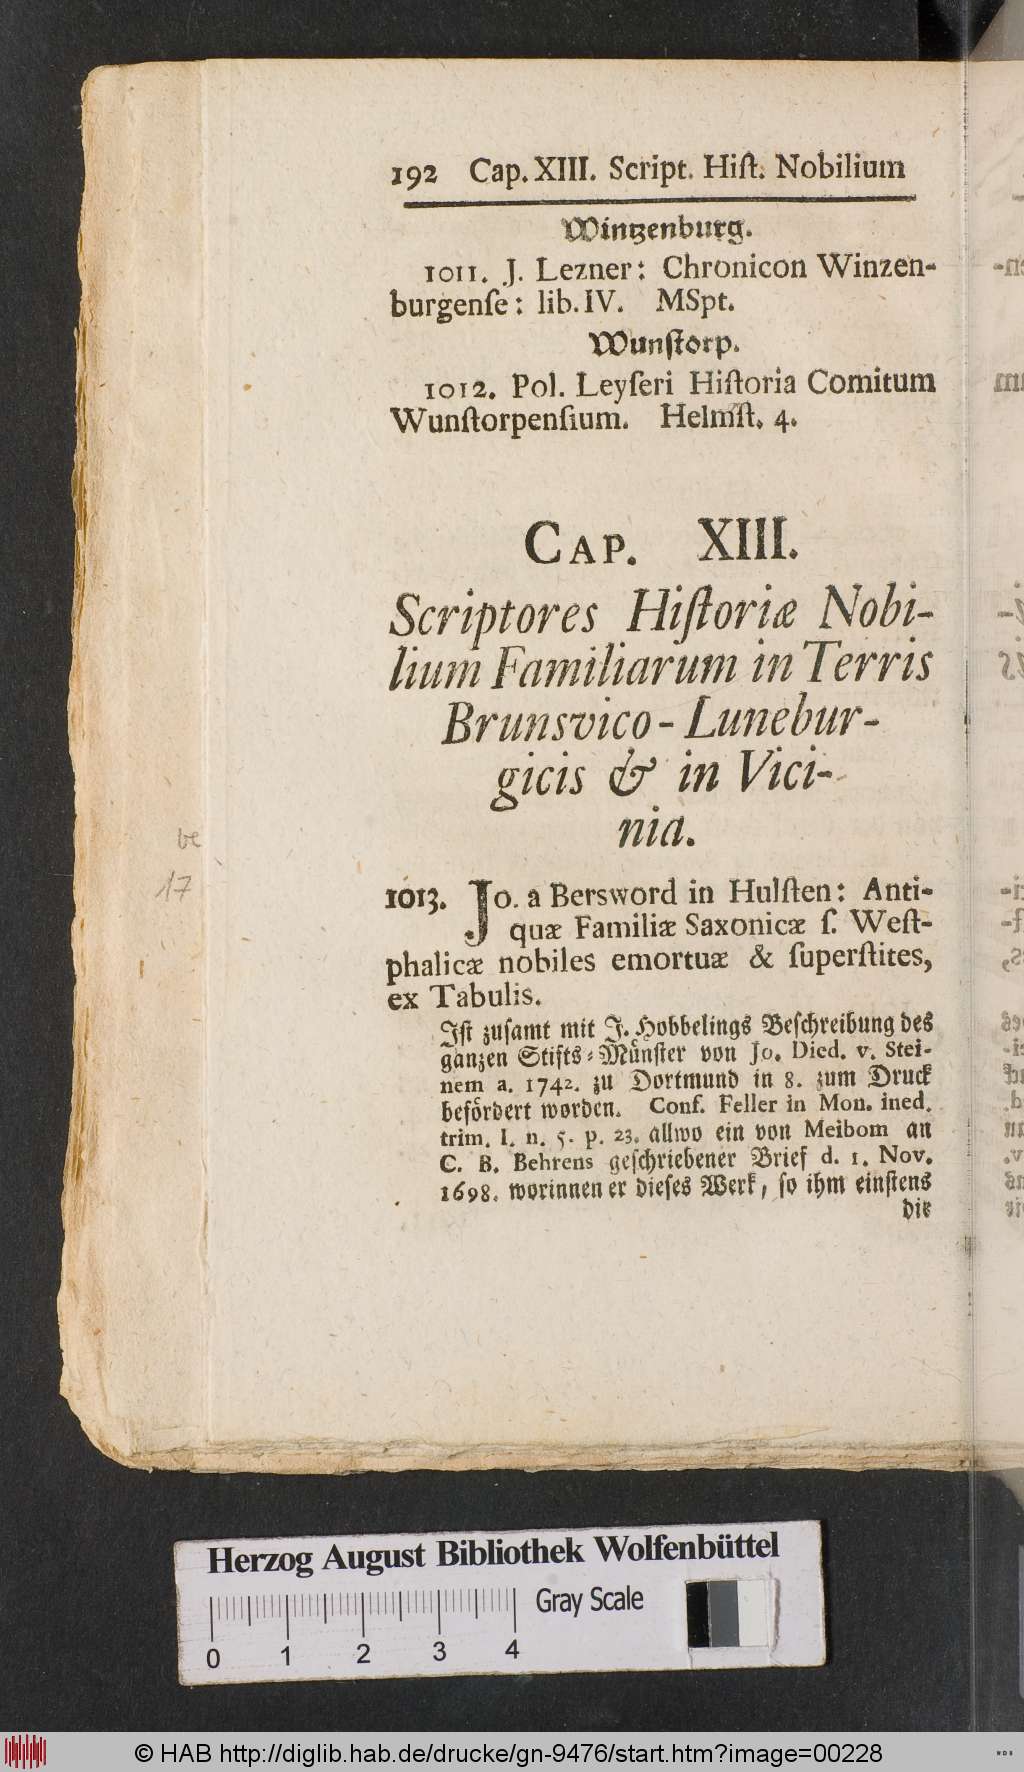 192 Cap. XIII. Script. Hiſt. Nobilium
Wintzenburg.
1011. J. Lezner: Chronicon Winzen-
burgenſe: lib. IV. MSpt.
Wunſtorp.
1012. Pol. Leyſeri Hiſtoria Comitum
Wunſtorpenſium. Helmſt. 4.
CAP. XIII.
Scriptores Hiſtoriæ Nobi-
lium Familiarum in Terris
Brunsvico-Lunebur-
gicis & in Vici-
nia.
be
17
1013. Jo. a Bersword in Hulſten: Anti-
quæ Familiæ Saxonicæ ſ. Weſt-
phalicæ nobiles emortuæ & ſuperſtites,
ex Tabulis.
Iſt zuſamt mit J. Hobbelings Beſchreibung des
gantzen Stifts-Münſter von Jo. Died. v. Stei-
nem a. 1742. zu Dortmund in 8. zum Druck
befördert worden. Conf. Feller in Mon. ined.
trim. I. n. 5. p. 23. allwo ein von Meibom an
C. B. Behrens geſchriebener Brief d. 1. Nov.
1698. worinnen er dieſes Werk, ſo ihm einſtens
die
Herzog August Bibliothek Wolfenbüttel
Gray Scale
0 1 2 3 4
© HAB http://diglib.hab.de/drucke/gn-9476/start.htm?image=00228